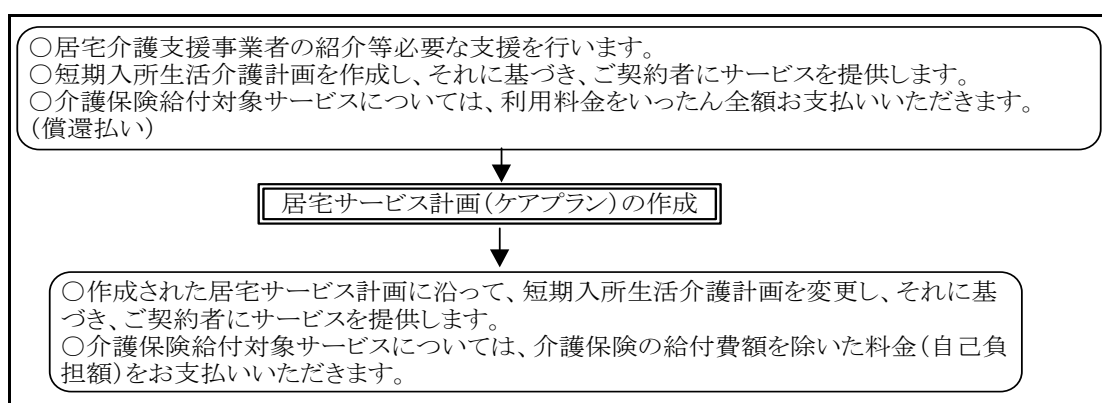 ○居宅介護支援事業者の紹介等必要な支援を行います。
○短期入所生活介護計画を作成し、それに基づき、ご契約者にサービスを提供します。
○介護保険給付対象サービスについては、利用料金をいったん全額お支払いいただきます。
(償還払い)
居宅サービス計画(ケアプラン)の作成
○作成された居宅サービス計画に沿って、短期入所生活介護計画を変更し、それに基
づき、ご契約者にサービスを提供します。
○介護保険給付対象サービスについては、介護保険の給付費額を除いた料金(自己負
担額)をお支払いいただきます。